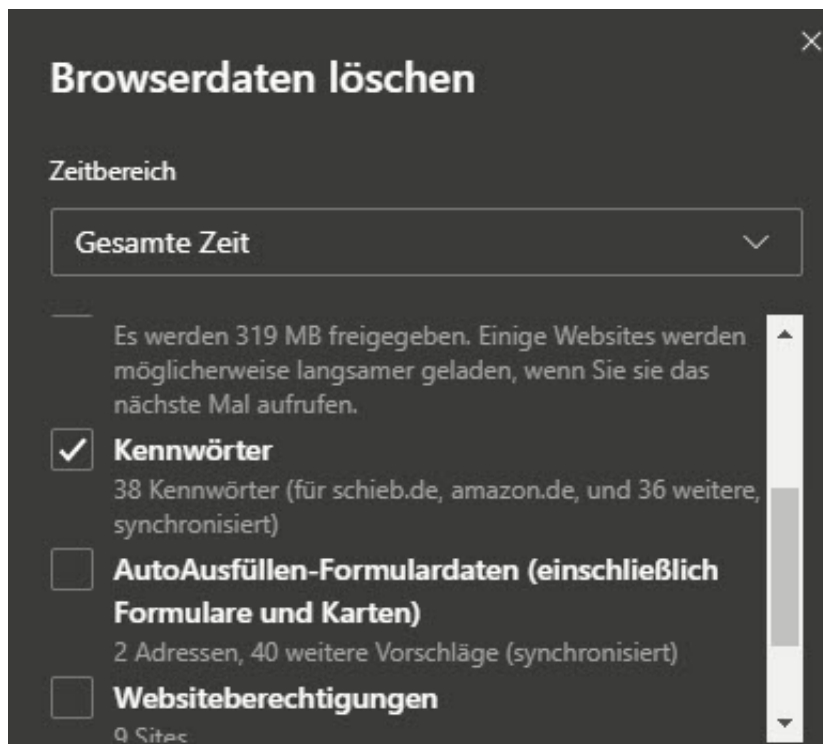 Browserdaten löschen
Zeitbereich
Gesamte Zeit
Es werden 319 MB freigegeben. Einige Websites werden
möglicherweise langsamer geladen, wenn Sie sie das
nächste Mal aufrufen.
Kennwörter
38 Kennwörter (für schieb.de, amazon.de, und 36 weitere,
synchronisiert)
AutoAusfüllen-Formulardaten (einschließlich
Formulare und Karten)
2 Adressen, 40 weitere Vorschläge (synchronisiert)
Websiteberechtigungen
9 Sites